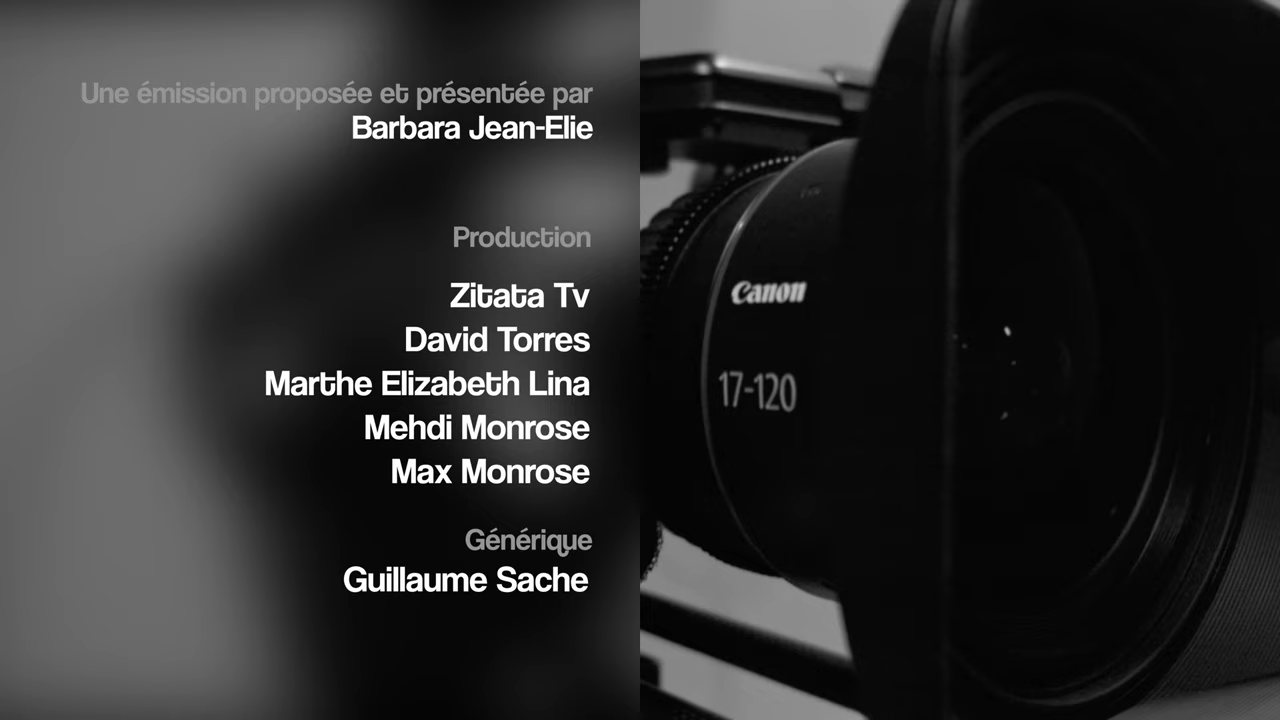 Une émission proposée et présentée par
Barbara Jean-Elie
Production
Zitata Tv
David Torres
Marthe Elizabeth Lina
Mehdi Monrose
Max Monrose
Générique
Guillaume Sache
Canon
17-120